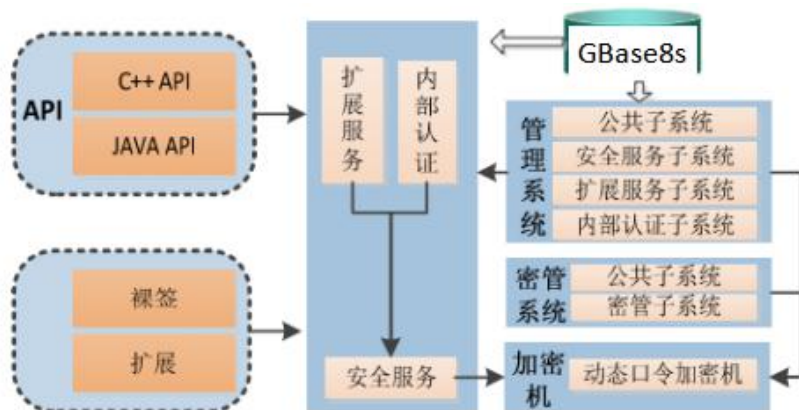 API
C++ API
JAVA API
裸签
扩展
扩展服务
内部认证
安全服务
GBase8s
管理系统
公共子系统
安全服务子系统
扩展服务子系统
内部认证子系统
密管系统
公共子系统
密管子系统
加密机
动态口令加密机